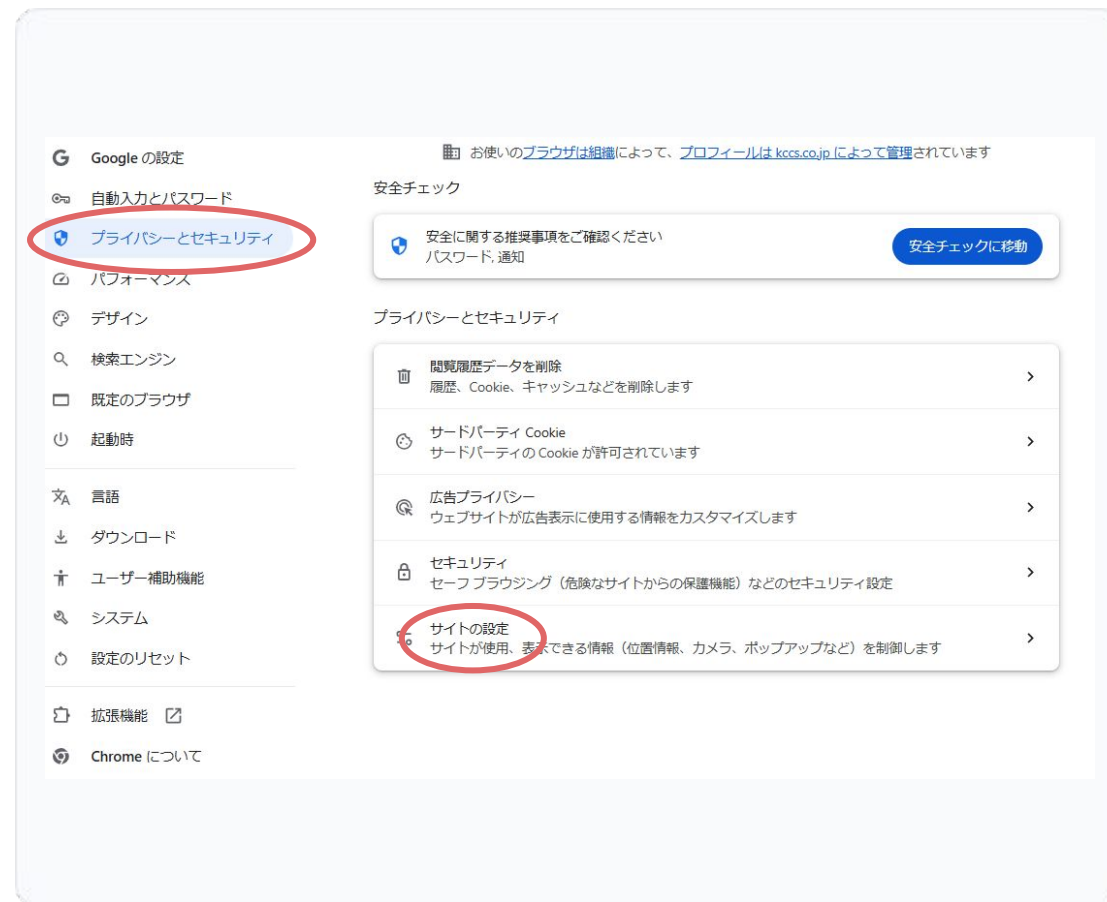 Google の設定
自動入力とパスワード
プライバシーとセキュリティ
パフォーマンス
デザイン
検索エンジン
既定のブラウザ
起動時
言語
ダウンロード
ユーザー補助機能
システム
設定のリセット
拡張機能
Chrome について
お使いのブラウザは組織によって、プロフィールは kccs.co.jp によって管理されています
安全チェック
安全に関する推奨事項をご確認ください
パスワード, 通知
安全チェックに移動
プライバシーとセキュリティ
閲覧履歴データを削除
履歴、Cookie、キャッシュなどを削除します
サードパーティ Cookie
サードパーティの Cookie が許可されています
広告プライバシー
ウェブサイトが広告表示に使用する情報をカスタマイズします
セキュリティ
セーフ ブラウジング（危険なサイトからの保護機能）などのセキュリティ設定
サイトの設定
サイトが使用、表示できる情報（位置情報、カメラ、ポップアップなど）を制御します